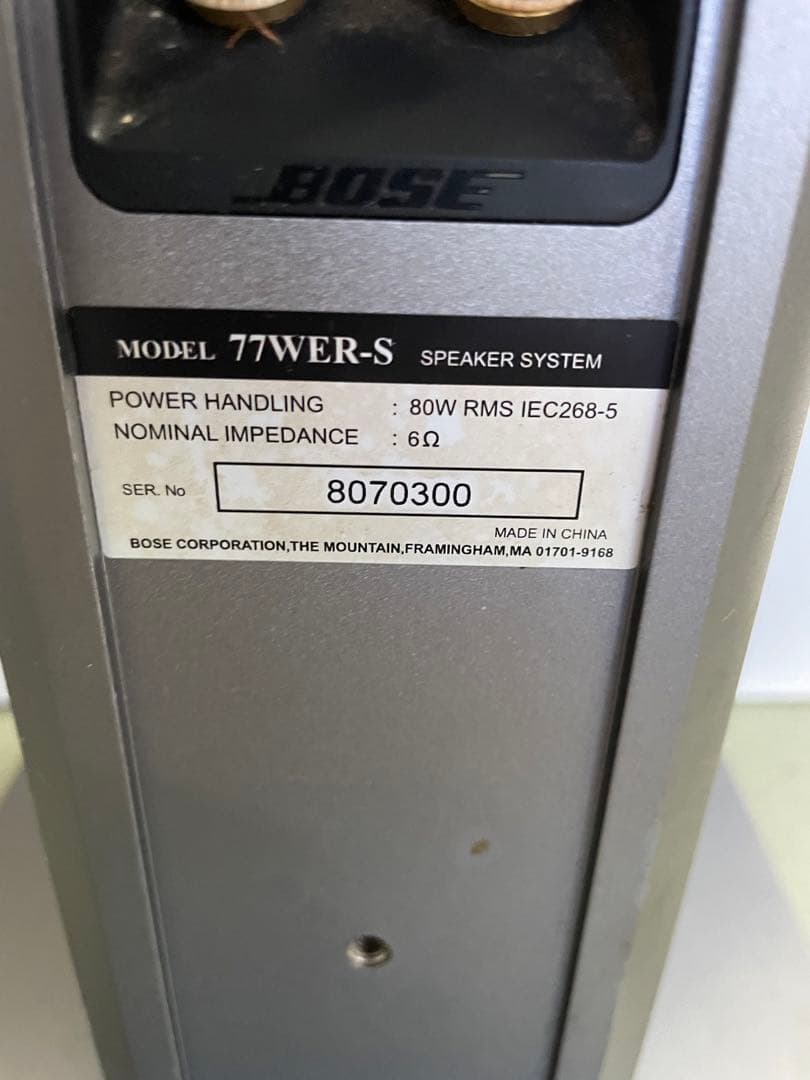 BOSE
MODEL 77WER-S SPEAKER SYSTEM
POWER HANDLING : 80W RMS IEC268-5
NOMINAL IMPEDANCE : 6Ω
SER. No 8070300
MADE IN CHINA
BOSE CORPORATION,THE MOUNTAIN,FRAMINGHAM,MA 01701-9168